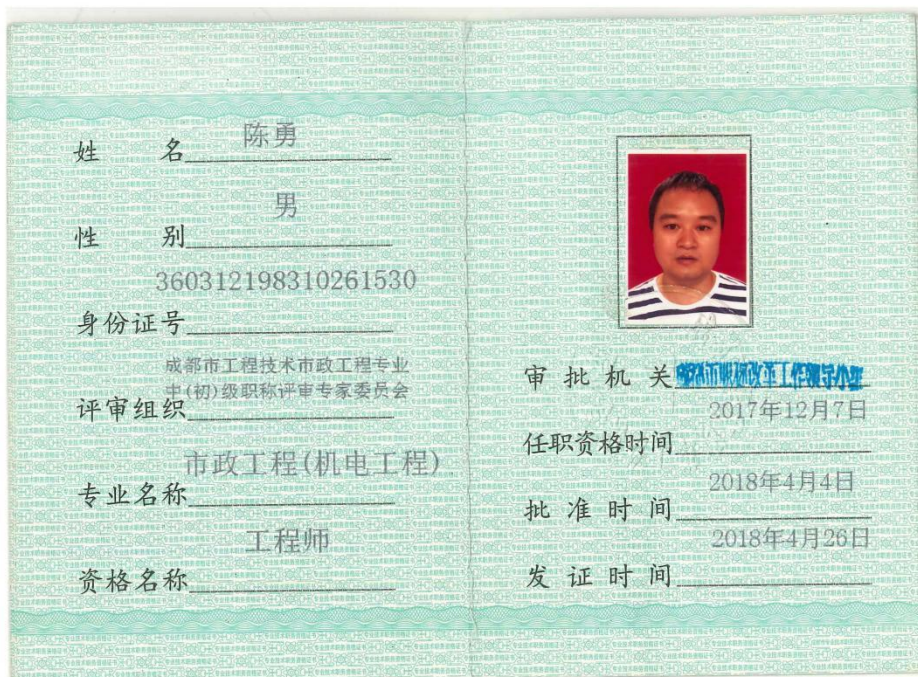 姓名 陈勇
性别 男
身份证号 360312198310261530
评审组织 成都市工程技术市政工程专业
中(初)级职称评审专家委员会
专业名称 市政工程(机电工程)
资格名称 工程师
审批机关
任职资格时间 2017年12月7日
批准时间 2018年4月4日
发证时间 2018年4月26日